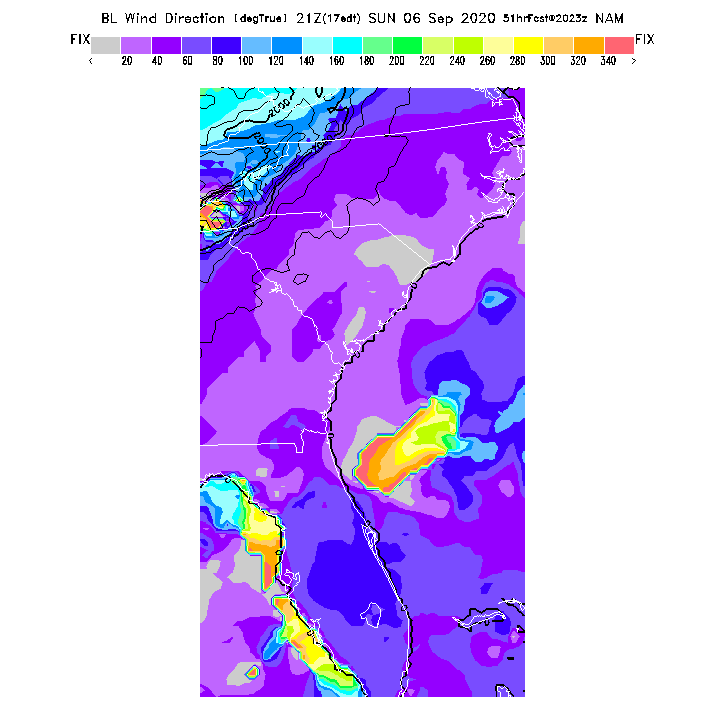 BL Wind Direction [degTrue] 21Z(17edt) SUN 06 Sep 2020 51hrFcst@2023z NAM
FIX FIX
< 20 40 60 80 100 120 140 160 180 200 220 240 260 280 300 320 340 >
2000